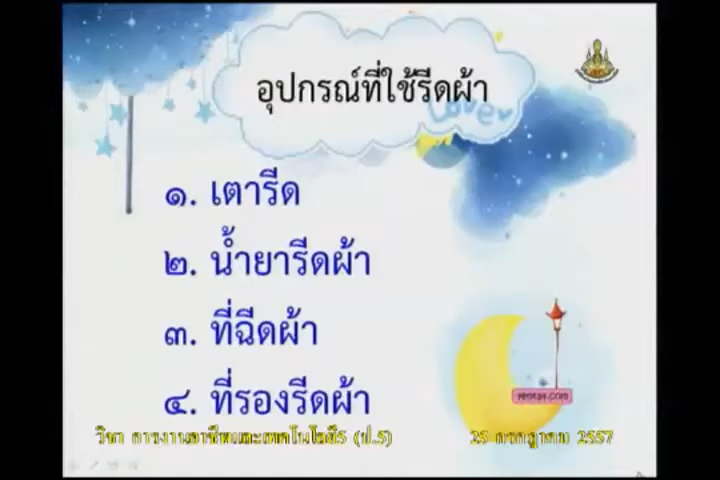 อุปกรณ์ที่ใช้รีดผ้า
Love
๑. เตารีด
๒. น้ำยารีดผ้า
๓. ที่ฉีดผ้า
๔. ที่รองรีดผ้า
yenta4.com
วิชา การงานอาชีพและเทคโนโลยี5 (ป.5) 25 กรกฎาคม 2557